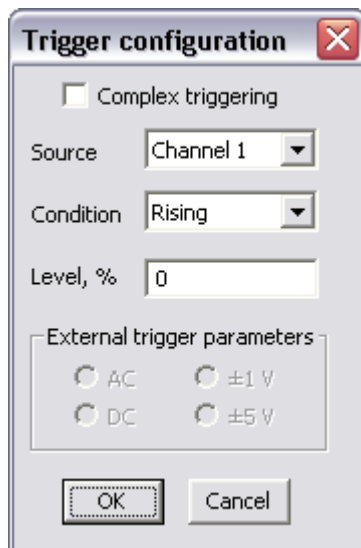 Trigger configuration
Complex triggering
Source Channel 1
Condition Rising
Level, % 0
External trigger parameters
AC ±1 V
DC ±5 V
OK Cancel